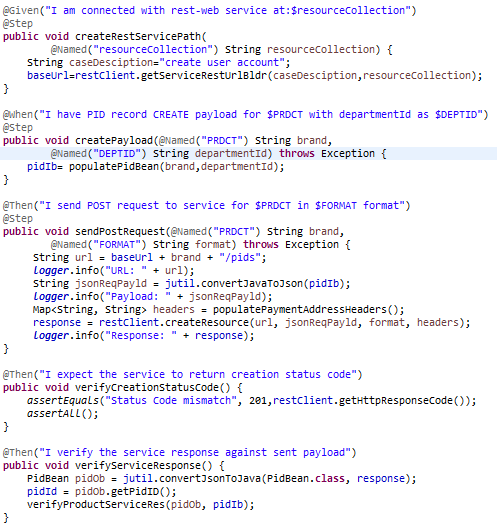 @Given("I am connected with rest-web service at:$resourceCollection")
@Step
public void createRestServicePath(
@Named("resourceCollection") String resourceCollection) {
String caseDesciption="create user account";
baseUrl=restClient.getServiceRestUrlBldr(caseDesciption,resourceCollection);
}
@When("I have PID record CREATE payload for $PRDCT with departmentId as $DEPTID")
@Step
public void createPayload(@Named("PRDCT") String brand,
@Named("DEPTID") String departmentId) throws Exception {
pidIb= populatePidBean(brand,departmentId);
}
@Then("I send POST request to service for $PRDCT in $FORMAT format")
@Step
public void sendPostRequest(@Named("PRDCT") String brand,
@Named("FORMAT") String format) throws Exception {
String url = baseUrl + brand + "/pids";
logger.info("URL: " + url);
String jsonReqPayld = jutil.convertJavaToJson(pidIb);
logger.info("Payload: " + jsonReqPayld);
Map<String, String> headers = populatePaymentAddressHeaders();
response = restClient.createResource(url, jsonReqPayld, format, headers);
logger.info("Response: " + response);
}
@Then("I expect the service to return creation status code")
public void verifyCreationStatusCode() {
assertEquals("Status Code mismatch", 201,restClient.getHttpResponseCode());
assertAll();
}
@Then("I verify the service response against sent payload")
public void verifyServiceResponse() {
PidBean pidOb = jutil.convertJsonToJava(PidBean.class, response);
pidId = pidOb.getPidID();
verifyProductServiceRes(pidOb, pidIb);
}